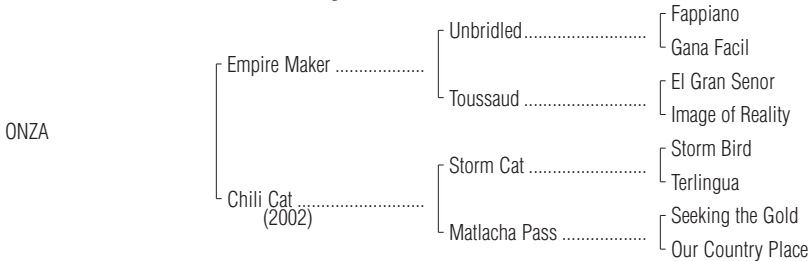 Fappiano
Unbridled
Gana Facil
Empire Maker
El Gran Senor
Toussaud
Image of Reality
ONZA
Storm Bird
Storm Cat
Terlingua
Chili Cat
(2002)
Seeking the Gold
Matlacha Pass
Our Country Place